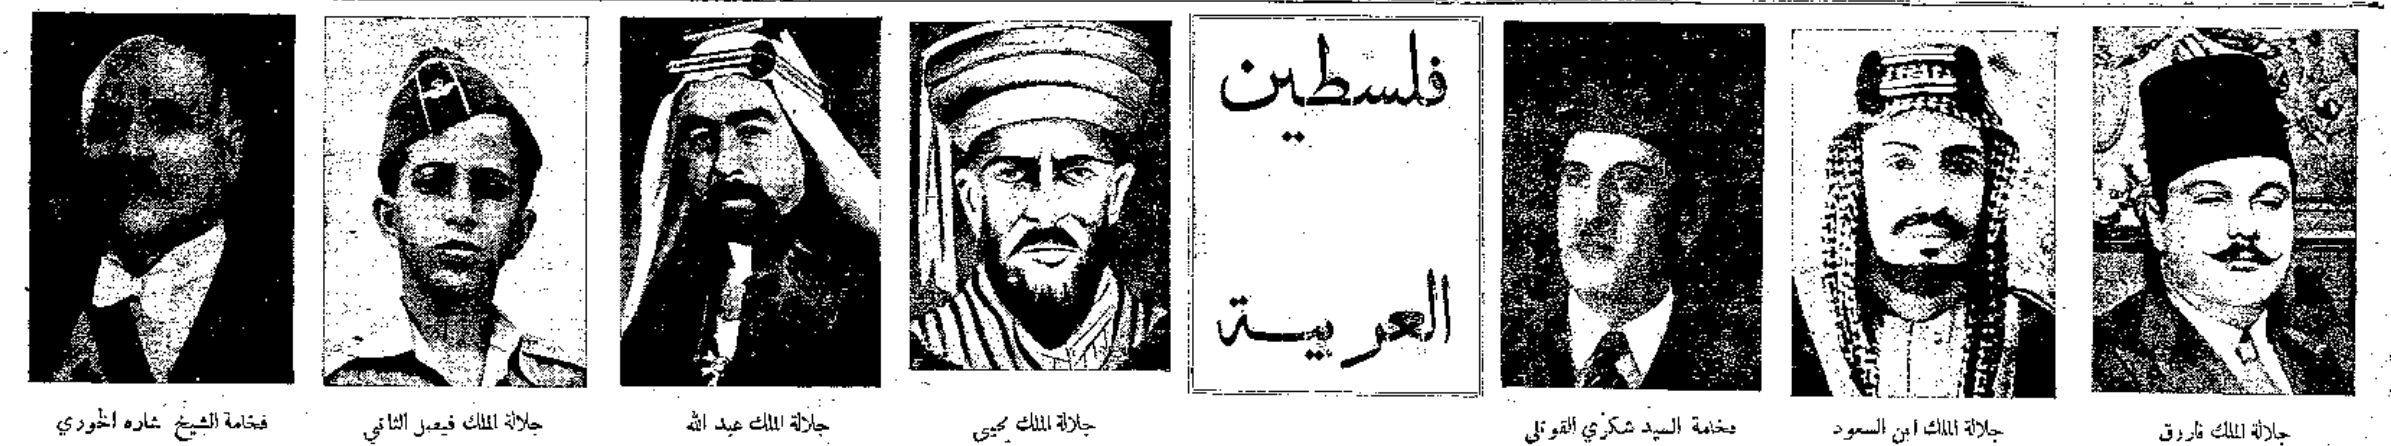 فلسطين
العربية
جلالة الملك فاروق
جلالة الملك ابن السعود
فخامة السيد شكري القوتلي
جلالة الملك يحيى
جلالة الملك عبد الله
جلالة الملك فيصل الثاني
فخامة الشيخ بشاره الخوري